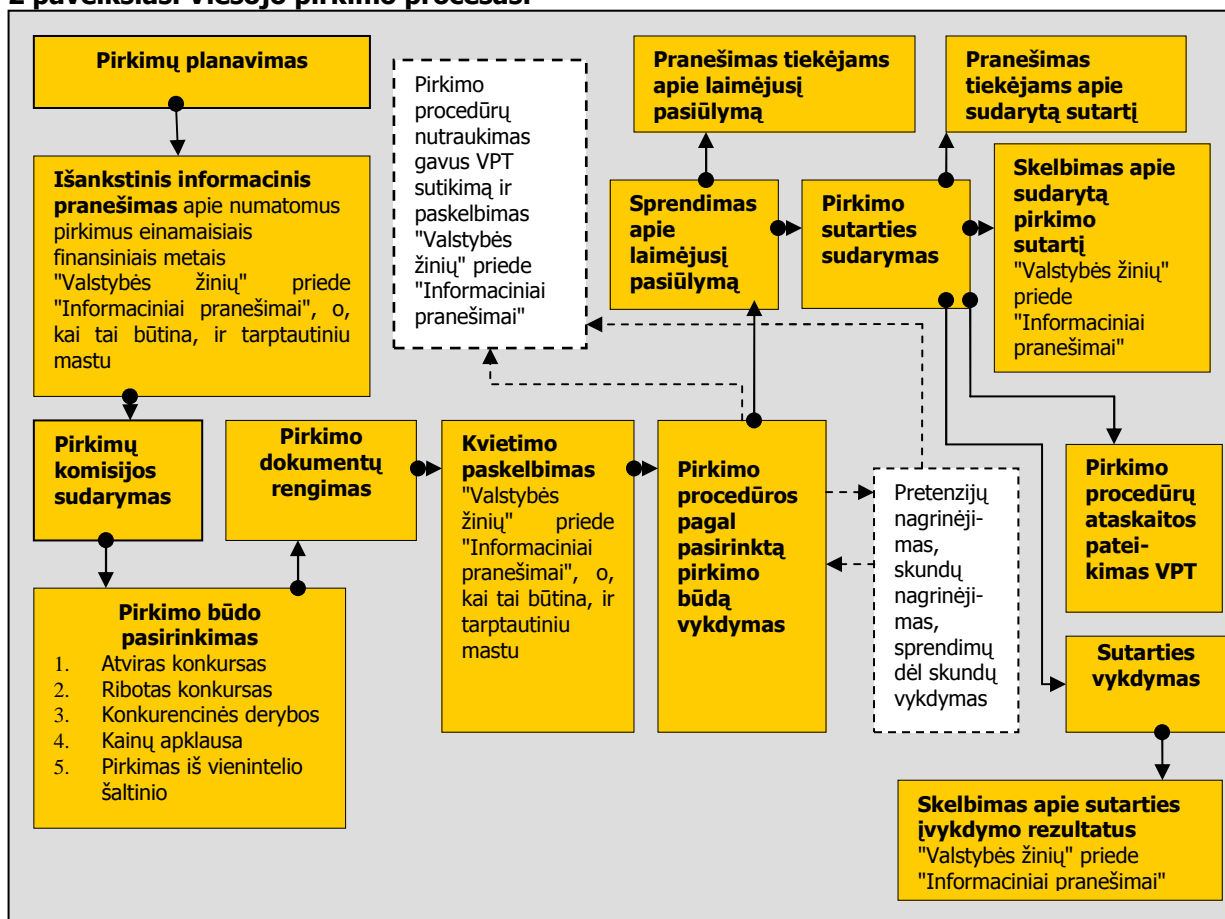 2 paveikslas. Viešojo pirkimo procesas.
Pirkimų planavimas
Išankstinis informacinis
pranešimas apie numatomus
pirkimus einamaisiais
finansiniais metais
"Valstybės žinių" priede
"Informaciniai pranešimai", o,
kai tai būtina, ir tarptautiniu
mastu
Pirkimų
komisijos
sudarymas
Pirkimo būdo
pasirinkimas
1. Atviras konkursas
2. Ribotas konkursas
3. Konkurencinės derybos
4. Kainų apklausa
5. Pirkimas iš vienintelio
šaltinio
Pirkimo
dokumentų
rengimas
Kvietimo
paskelbimas
"Valstybės
žinių" priede
"Informaciniai
pranešimai", o,
kai tai būtina, ir
tarptautiniu
mastu
Pirkimo
procedūros
pagal
pasirinktą
pirkimo
būdą
vykdymas
Pirkimo
procedūrų
nutraukimas
gavus VPT
sutikimą ir
paskelbimas
"Valstybės
žinių" priede
"Informaciniai
pranešimai"
Pretenzijų
nagrinėji-
mas,
skundų
nagrinėji-
mas,
sprendimų
dėl skundų
vykdymas
Sprendimas
apie
laimėjusį
pasiūlymą
Pranešimas tiekėjams
apie laimėjusį
pasiūlymą
Pirkimo
sutarties
sudarymas
Pranešimas
tiekėjams apie
sudarytą sutartį
Skelbimas apie
sudarytą
pirkimo
sutartį
"Valstybės žinių"
priede
"Informaciniai
pranešimai"
Pirkimo
procedūrų
ataskaitos
patei-
kimas VPT
Sutarties
vykdymas
Skelbimas apie sutarties
įvykdymo rezultatus
"Valstybės žinių" priede
"Informaciniai pranešimai"